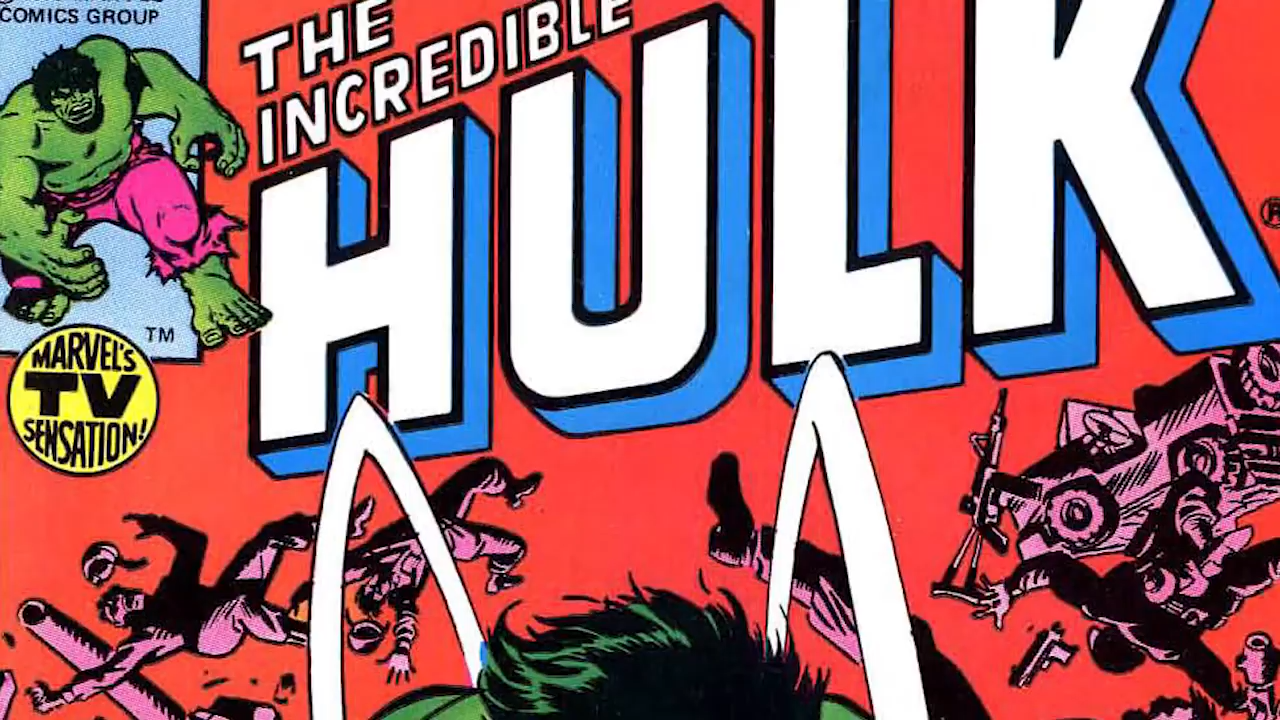 COMICS GROUP
THE
INCREDIBLE
HULK
®
TM
MARVEL'S
TV
SENSATION!